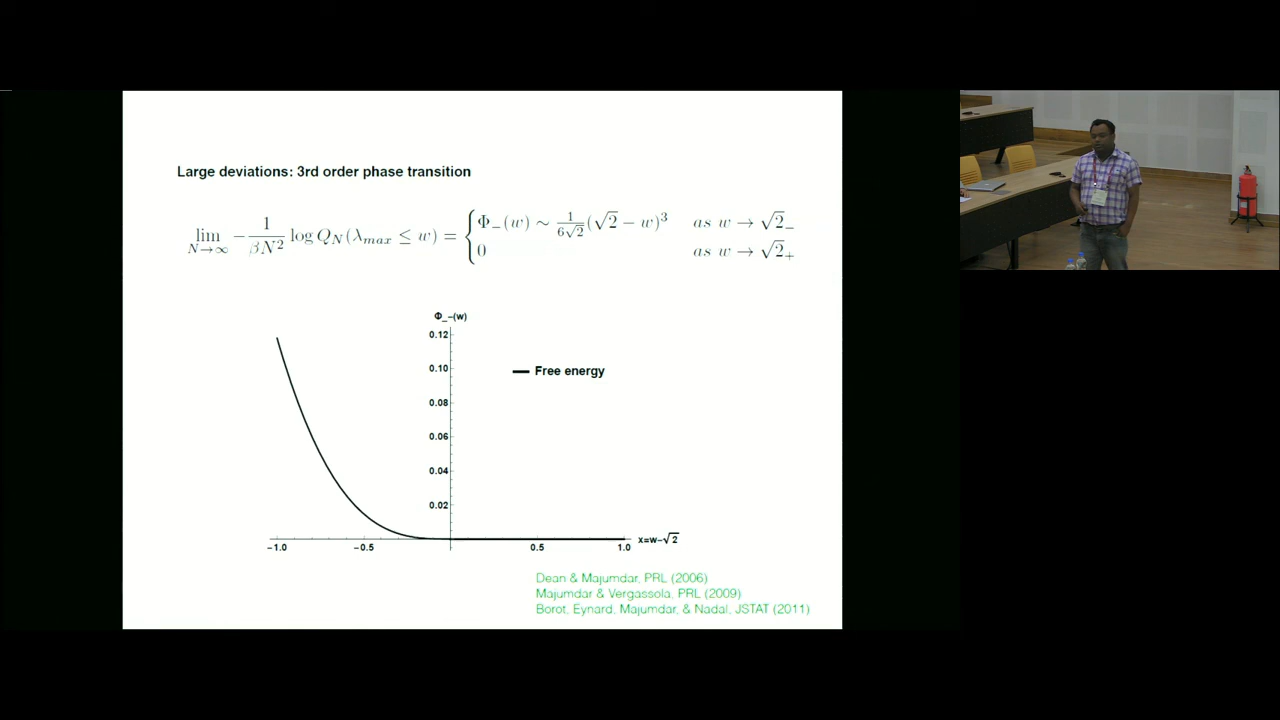 Large deviations: 3rd order phase transition
lim N→∞ − 1/(βN²) log Q_N(λ_max ≤ w) = { Φ_−(w) ∼ 1/(6√2) (√2 − w)³ as w → √2_−
0 as w → √2_+
Φ_−(w)
0.12
0.10
Free energy
0.08
0.06
0.04
0.02
−1.0 −0.5 0.5 1.0 x=w−√2
Dean & Majumdar, PRL (2006)
Majumdar & Vergassola, PRL (2009)
Borot, Eynard, Majumdar, & Nadal, JSTAT (2011)